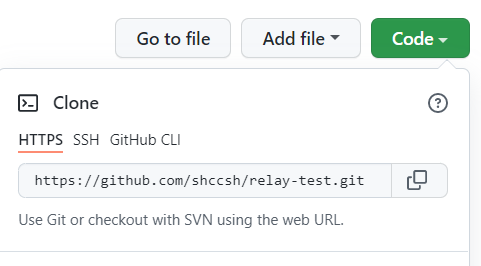 Go to file Add file Code
Clone
HTTPS SSH GitHub CLI
https://github.com/shccsh/relay-test.git
Use Git or checkout with SVN using the web URL.